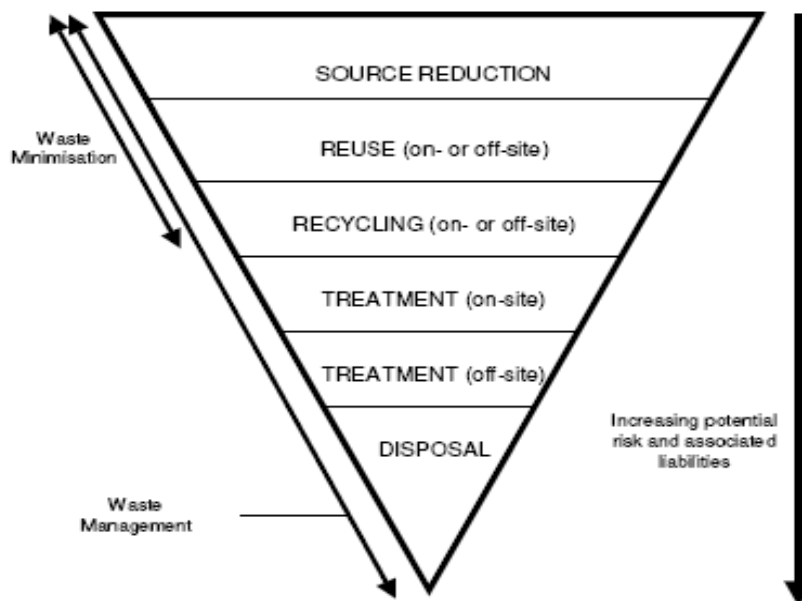 SOURCE REDUCTION
Waste
Minimisation
REUSE (on- or off-site)
RECYCLING (on- or off-site)
TREATMENT (on-site)
TREATMENT (off-site)
Increasing potential
risk and associated
liabilities
DISPOSAL
Waste
Management